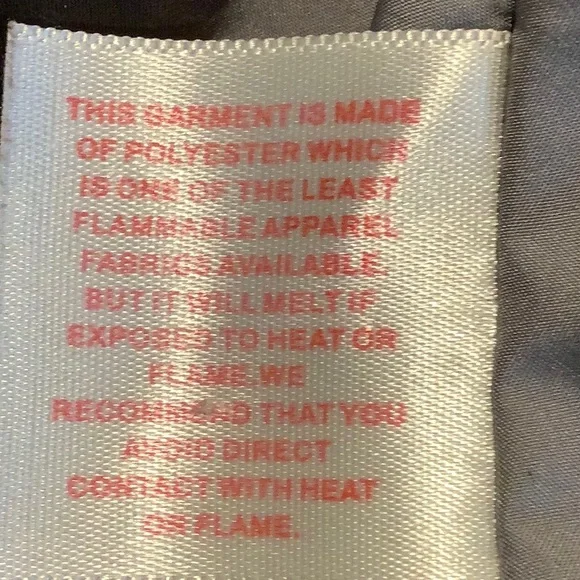 THIS GARMENT IS MADE
OF POLYESTER WHICH
IS ONE OF THE LEAST
FLAMMABLE APPAREL
FABRICS AVAILABLE.
BUT IT WILL MELT IF
EXPOSED TO HEAT OR
FLAME. WE
RECOMMEND THAT YOU
AVOID DIRECT
CONTACT WITH HEAT
OR FLAME.